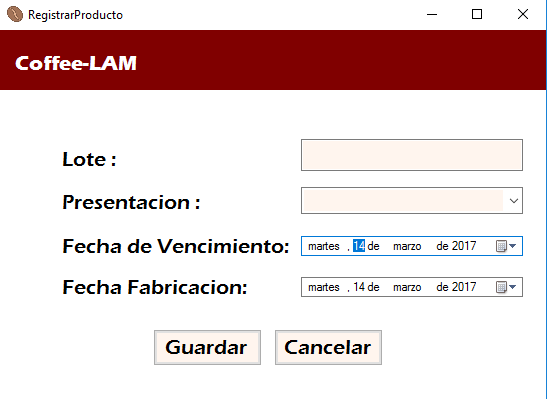 RegistrarProducto
Coffee-LAM
Lote :
Presentacion :
Fecha de Vencimiento: martes , 14 de marzo de 2017
Fecha Fabricacion: martes , 14 de marzo de 2017
Guardar Cancelar